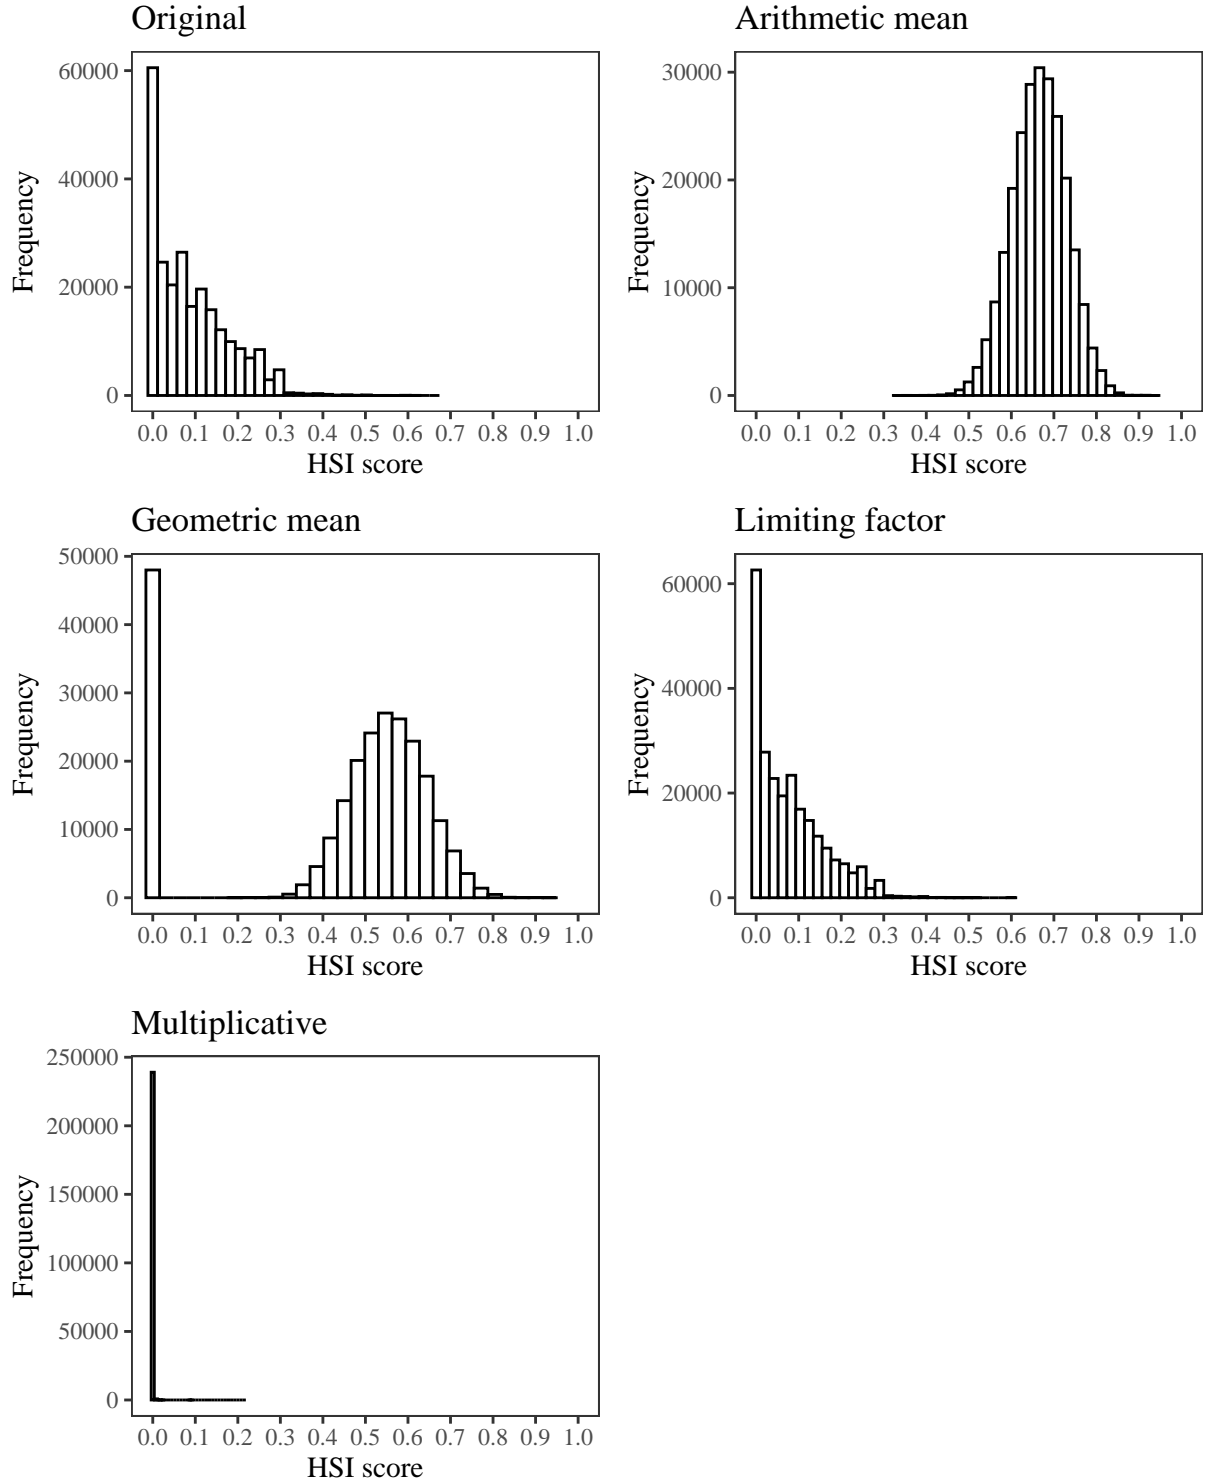 Original
60000
40000
20000
0
Frequency
0.0 0.1 0.2 0.3 0.4 0.5 0.6 0.7 0.8 0.9 1.0
HSI score
Arithmetic mean
30000
20000
10000
0
Frequency
0.0 0.1 0.2 0.3 0.4 0.5 0.6 0.7 0.8 0.9 1.0
HSI score
Geometric mean
50000
40000
30000
20000
10000
0
Frequency
0.0 0.1 0.2 0.3 0.4 0.5 0.6 0.7 0.8 0.9 1.0
HSI score
Limiting factor
60000
40000
20000
0
Frequency
0.0 0.1 0.2 0.3 0.4 0.5 0.6 0.7 0.8 0.9 1.0
HSI score
Multiplicative
250000
200000
150000
100000
50000
0
Frequency
0.0 0.1 0.2 0.3 0.4 0.5 0.6 0.7 0.8 0.9 1.0
HSI score